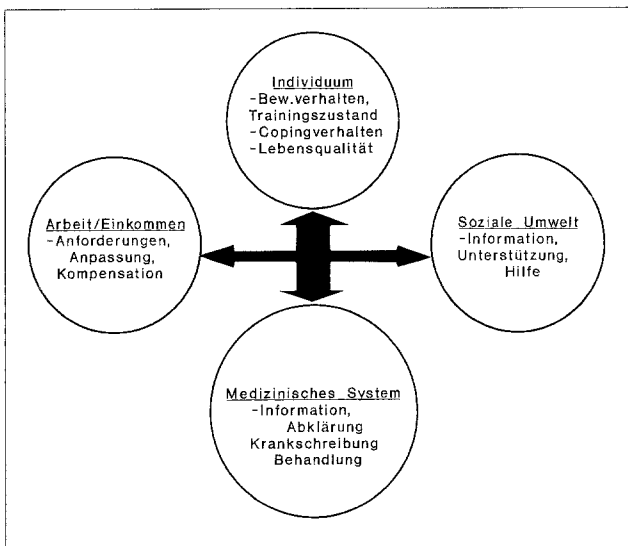 Individuum
-Bew.verhalten,
Trainingszustand
-Copingverhalten
-Lebensqualität
Arbeit/Einkommen
-Anforderungen,
Anpassung,
Kompensation
Soziale Umwelt
-Information,
Unterstützung,
Hilfe
Medizinisches System
-Information,
Abklärung
Krankschreibung
Behandlung